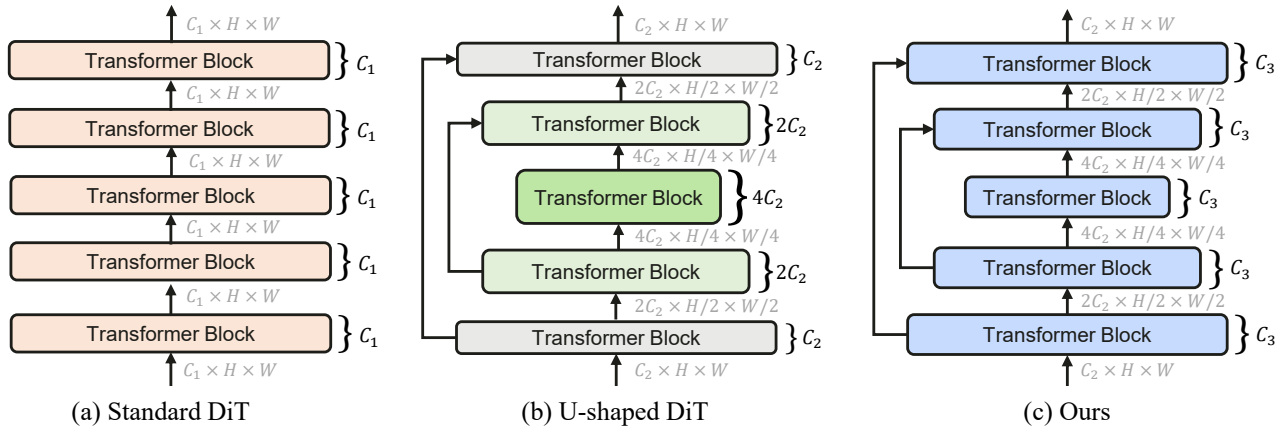 C₁ × H × W
Transformer Block
C₁
C₁ × H × W
Transformer Block
C₁
C₁ × H × W
Transformer Block
C₁
C₁ × H × W
Transformer Block
C₁
C₁ × H × W
Transformer Block
C₁
C₁ × H × W
(a) Standard DiT
C₂ × H × W
Transformer Block
C₂
2C₂ × H/2 × W/2
Transformer Block
2C₂
4C₂ × H/4 × W/4
Transformer Block
4C₂
4C₂ × H/4 × W/4
Transformer Block
2C₂
2C₂ × H/2 × W/2
Transformer Block
C₂
C₂ × H × W
(b) U-shaped DiT
C₂ × H × W
Transformer Block
C₃
2C₂ × H/2 × W/2
Transformer Block
C₃
4C₂ × H/4 × W/4
Transformer Block
C₃
4C₂ × H/4 × W/4
Transformer Block
C₃
2C₂ × H/2 × W/2
Transformer Block
C₃
C₂ × H × W
(c) Ours